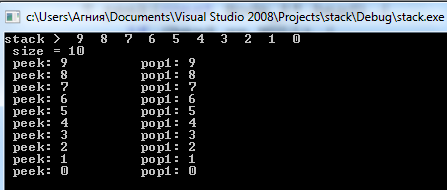 c:\Users\Агния\Documents\Visual Studio 2008\Projects\stack\Debug\stack.exe
stack > 9 8 7 6 5 4 3 2 1 0
size = 10
peek: 9 pop1: 9
peek: 8 pop1: 8
peek: 7 pop1: 7
peek: 6 pop1: 6
peek: 5 pop1: 5
peek: 4 pop1: 4
peek: 3 pop1: 3
peek: 2 pop1: 2
peek: 1 pop1: 1
peek: 0 pop1: 0